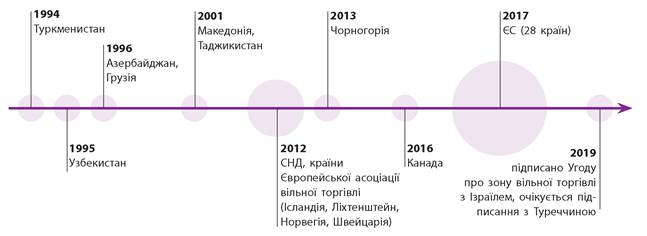 1994
Туркменистан
1996
Азербайджан,
Грузія
2001
Македонія,
Таджикистан
2013
Чорногорія
2017
ЄС (28 країн)
1995
Узбекистан
2012
СНД, країни
Європейської асоціації
вільної торгівлі
(Ісландія, Ліхтенштейн,
Норвегія, Швейцарія)
2016
Канада
2019
підписано Угоду
про зону вільної торгівлі
з Ізраїлем, очікується під-
писання з Туреччиною